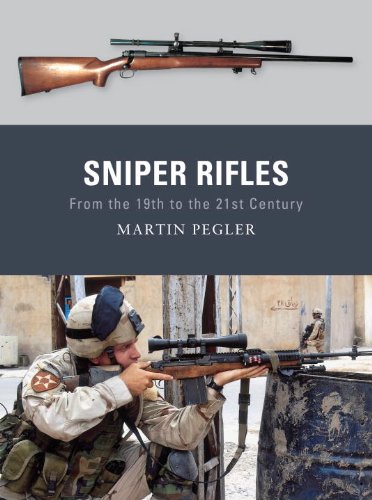 SNIPER RIFLES
From the 19th to the 21st Century
MARTIN PEGLER